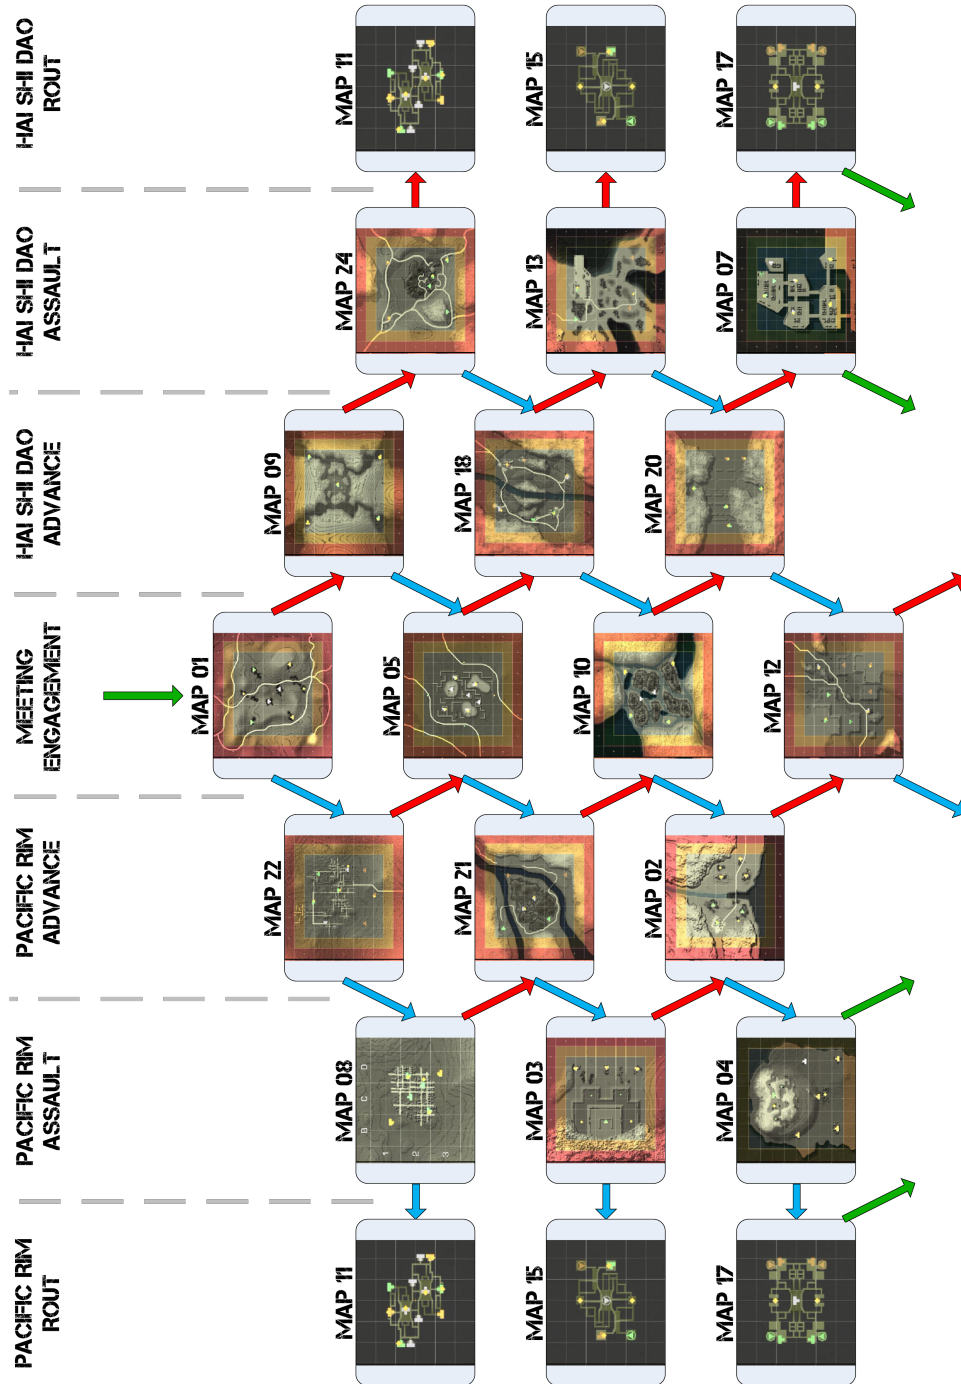 PACIFIC RIM
ROUT
PACIFIC RIM
ASSAULT
PACIFIC RIM
ADVANCE
MEETING
ENGAGEMENT
HAI SHI DAO
ADVANCE
HAI SHI DAO
ASSAULT
HAI SHI DAO
ROUT
MAP 01
MAP 22
MAP 09
MAP 11
MAP 08
B C D
1
2
3
MAP 24
MAP 11
MAP 05
MAP 21
MAP 18
MAP 15
MAP 03
MAP 13
MAP 15
MAP 10
MAP 02
MAP 20
MAP 17
MAP 04
MAP 07
MAP 17
MAP 12